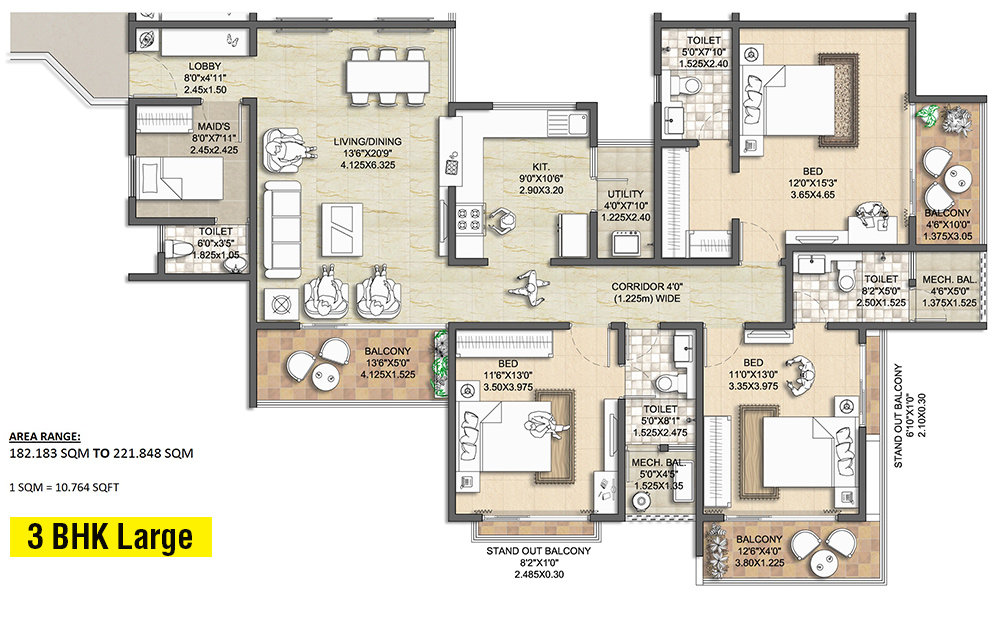 LOBBY
8'0"x4'11"
2.45x1.50
MAID'S
8'0"X7'11"
2.45x2.425
TOILET
6'0"x3'5"
1.825x1.05
LIVING/DINING
13'6"X20'9"
4.125X6.325
KIT.
9'0"X10'6"
2.90X3.20
UTILITY
4'0"X7'10"
1.225X2.40
TOILET
5'0"X7'10"
1.525X2.40
BED
12'0"X15'3"
3.65X4.65
BALCONY
4'6"X10'0"
1.375X3.05
CORRIDOR 4'0"
(1.225m) WIDE
TOILET
8'2"X5'0"
2.50X1.525
MECH. BAL.
4'6"X5'0"
1.375X1.525
BALCONY
13'6"X5'0"
4.125X1.525
BED
11'6"X13'0"
3.50X3.975
TOILET
5'0"X8'1"
1.525X2.475
MECH. BAL.
5'0"X4'5"
1.525X1.35
BED
11'0"X13'0"
3.35X3.975
STAND OUT BALCONY
6'10"X1'0"
2.10X0.30
STAND OUT BALCONY
8'2"X1'0"
2.485X0.30
BALCONY
12'6"X4'0"
3.80X1.225
AREA RANGE:
182.183 SQM TO 221.848 SQM
1 SQM = 10.764 SQFT
3 BHK Large